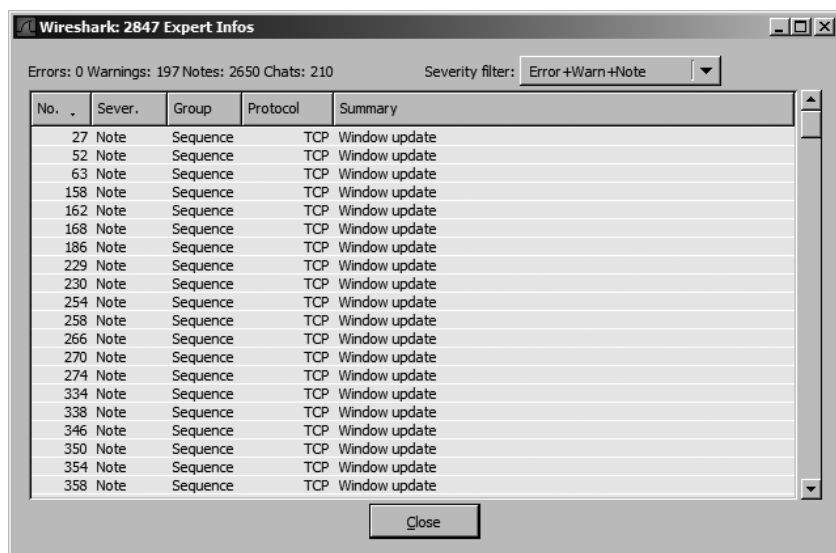 Wireshark: 2847 Expert Infos
Errors: 0 Warnings: 197 Notes: 2650 Chats: 210 Severity filter: Error+Warn+Note
No. Sever. Group Protocol Summary
27 Note Sequence TCP Window update
52 Note Sequence TCP Window update
63 Note Sequence TCP Window update
158 Note Sequence TCP Window update
162 Note Sequence TCP Window update
168 Note Sequence TCP Window update
186 Note Sequence TCP Window update
229 Note Sequence TCP Window update
230 Note Sequence TCP Window update
254 Note Sequence TCP Window update
258 Note Sequence TCP Window update
266 Note Sequence TCP Window update
270 Note Sequence TCP Window update
274 Note Sequence TCP Window update
334 Note Sequence TCP Window update
338 Note Sequence TCP Window update
346 Note Sequence TCP Window update
350 Note Sequence TCP Window update
354 Note Sequence TCP Window update
358 Note Sequence TCP Window update
Close